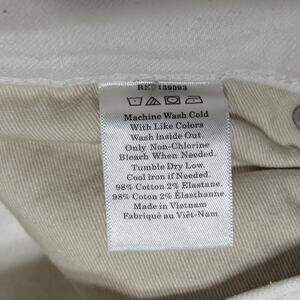 RN# 139393
Machine Wash Cold
With Like Colors
Wash Inside Out.
Only Non-Chlorine
Bleach When Needed.
Tumble Dry Low.
Cool Iron if Needed.
98% Cotton 2% Elastane
98% Coton 2% Élasthanne
Made in Vietnam
Fabriqué au Viêt-Nam